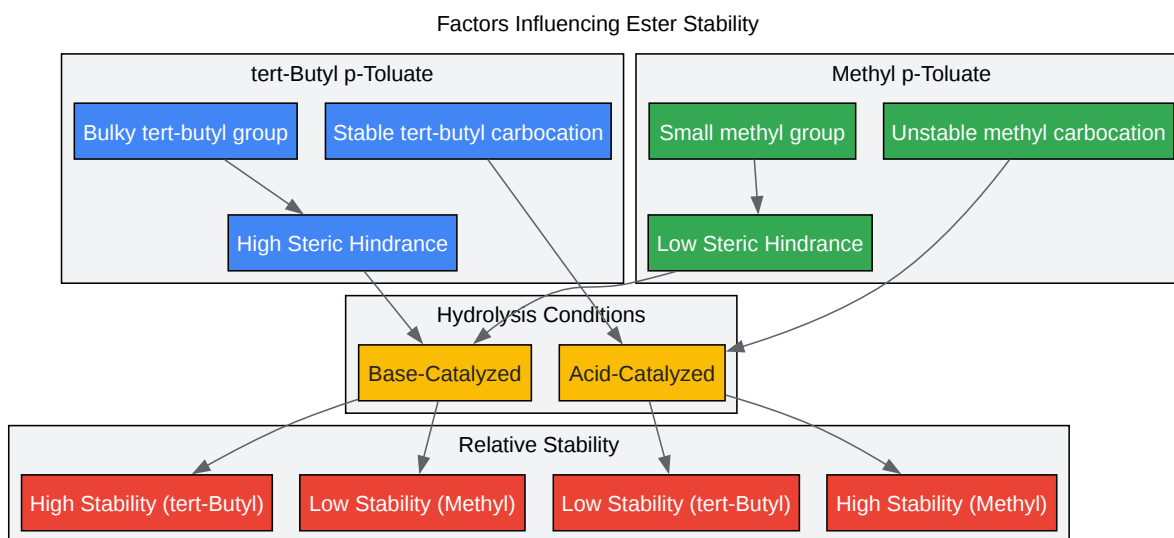 Factors Influencing Ester Stability
tert-Butyl p-Toluate
Methyl p-Toluate
Bulky tert-butyl group
Stable tert-butyl carbocation
Small methyl group
Unstable methyl carbocation
High Steric Hindrance
Low Steric Hindrance
Hydrolysis Conditions
Base-Catalyzed
Acid-Catalyzed
Relative Stability
High Stability (tert-Butyl)
Low Stability (Methyl)
Low Stability (tert-Butyl)
High Stability (Methyl)